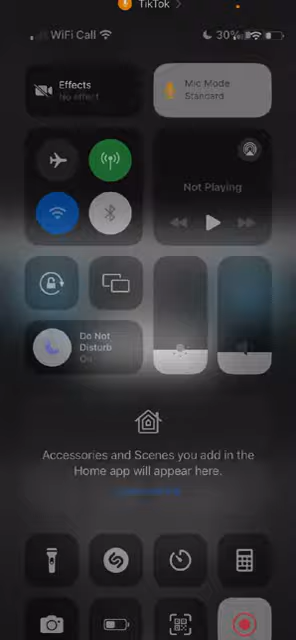 TikTok
WiFi Call
30%
Effects
No effect
Mic Mode
Standard
Not Playing
Do Not
Disturb
On
Accessories and Scenes you add in the
Home app will appear here.